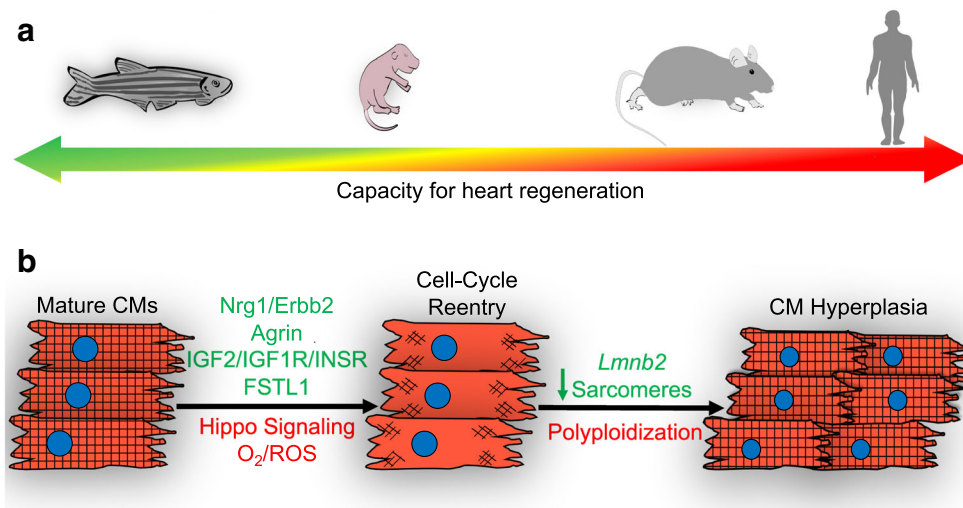 a
Capacity for heart regeneration
b
Mature CMs
Nrg1/Erbb2
Agrin
IGF2/IGF1R/INSR
FSTL1
Hippo Signaling
O₂/ROS
Cell-Cycle
Reentry
Lmnb2
Sarcomeres
Polyploidization
CM Hyperplasia